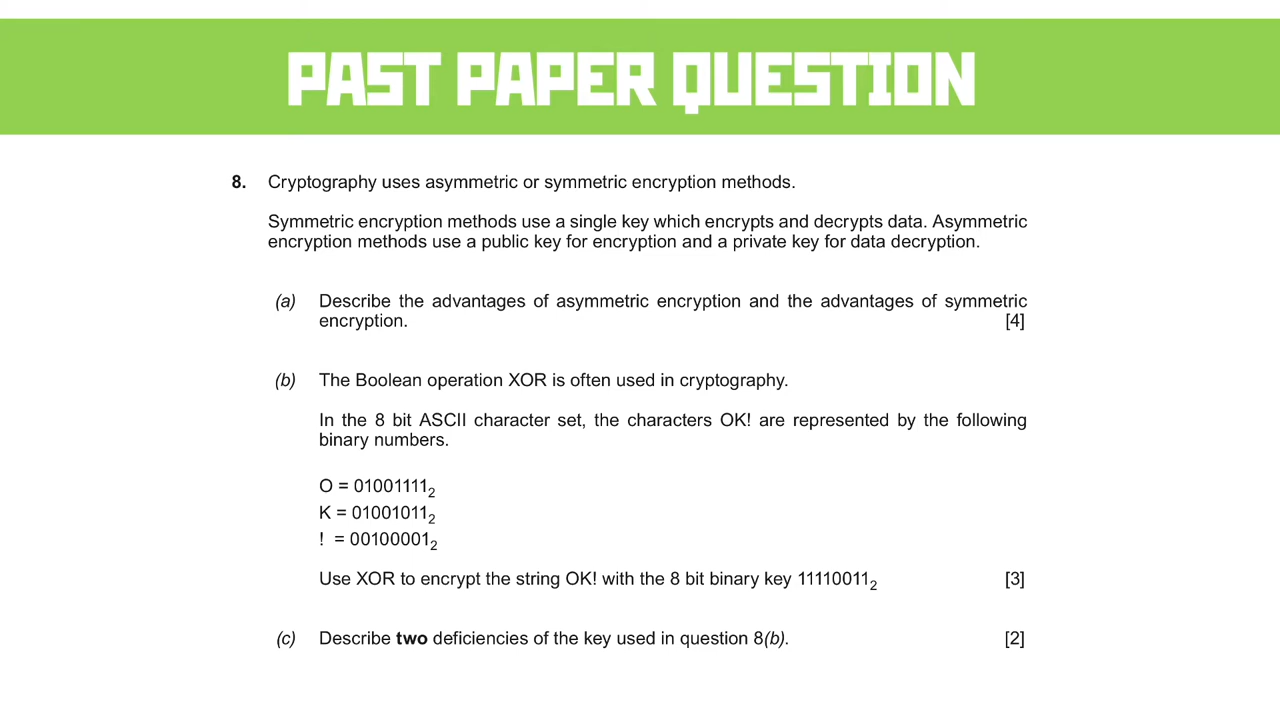 PAST PAPER QUESTION
8. Cryptography uses asymmetric or symmetric encryption methods.
Symmetric encryption methods use a single key which encrypts and decrypts data. Asymmetric
encryption methods use a public key for encryption and a private key for data decryption.
(a) Describe the advantages of asymmetric encryption and the advantages of symmetric
encryption. [4]
(b) The Boolean operation XOR is often used in cryptography.
In the 8 bit ASCII character set, the characters OK! are represented by the following
binary numbers.
O = 01001111₂
K = 01001011₂
! = 00100001₂
Use XOR to encrypt the string OK! with the 8 bit binary key 11110011₂ [3]
(c) Describe two deficiencies of the key used in question 8(b). [2]